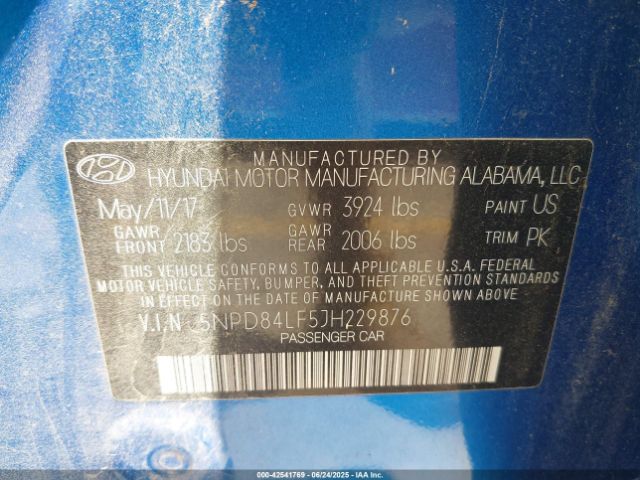 MANUFACTURED BY
HYUNDAI MOTOR MANUFACTURING ALABAMA, LLC
May/11/17 GVWR 3924 lbs PAINT US
GAWR FRONT 2183 lbs GAWR REAR 2006 lbs TRIM PK
THIS VEHICLE CONFORMS TO ALL APPLICABLE U.S.A. FEDERAL
MOTOR VEHICLE SAFETY, BUMPER, AND THEFT PREVENTION STANDARDS
IN EFFECT ON THE DATE OF MANUFACTURE SHOWN ABOVE.
V.I.N 5NPD84LF5JH229876
PASSENGER CAR
000-42541769 - 06/24/2025 - IAA Inc.